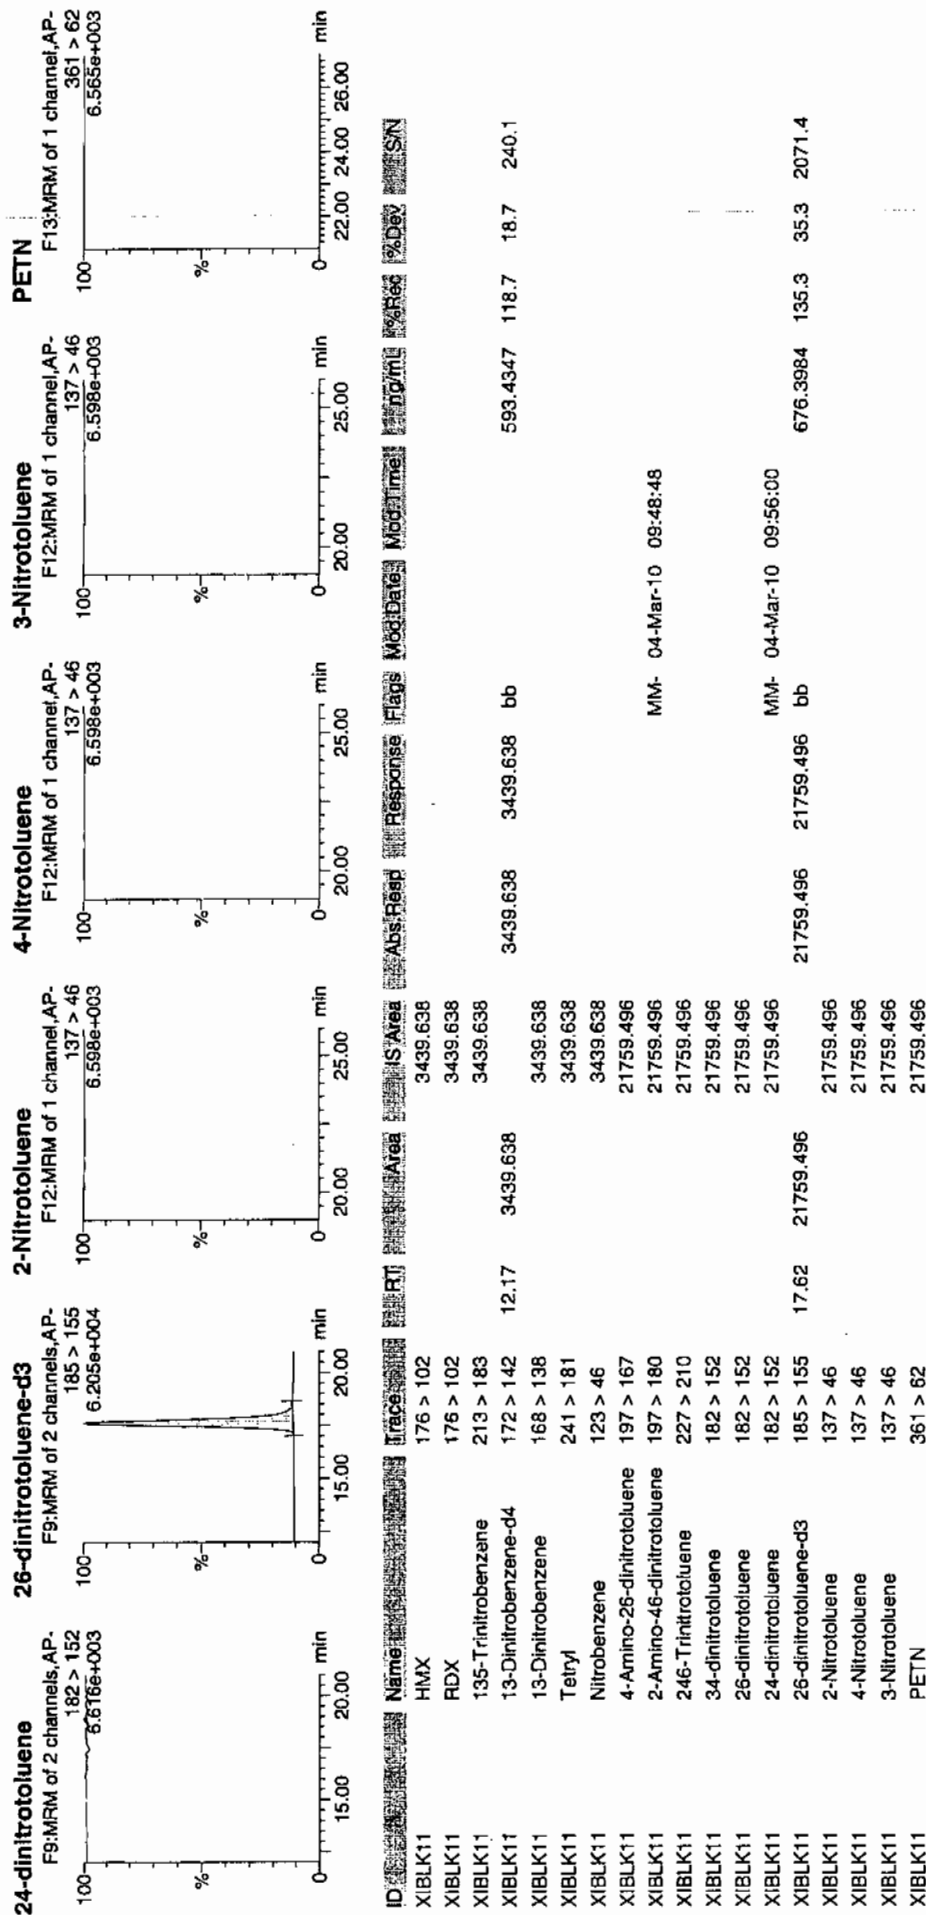 24-dinitrotoluene
F9:MRM of 2 channels,AP-
182 > 152
6.616e+003
100
%
0
15.00 20.00 min
26-dinitrotoluene-d3
F9:MRM of 2 channels,AP-
185 > 155
6.205e+004
100
%
0
15.00 20.00 min
2-Nitrotoluene
F12:MRM of 1 channel,AP-
137 > 46
6.598e+003
100
%
0
20.00 25.00 min
4-Nitrotoluene
F12:MRM of 1 channel,AP-
137 > 46
6.598e+003
100
%
0
20.00 25.00 min
3-Nitrotoluene
F12:MRM of 1 channel,AP-
137 > 46
6.598e+003
100
%
0
20.00 25.00 min
PETN
F13:MRM of 1 channel,AP-
361 > 62
6.565e+003
100
%
0
22.00 24.00 26.00 min
ID Name Trace RT Area IS Area Abs.Resp Response Flags Mod.Date Mod.Time ng/mL %Rec %Dev S/N
XIBLK11 HMX 176 > 102 3439.638
XIBLK11 RDX 176 > 102 3439.638
XIBLK11 135-Trinitrobenzene 213 > 183 3439.638
XIBLK11 13-Dinitrobenzene-d4 172 > 142 12.17 3439.638 3439.638 3439.638 bb 593.4347 118.7 18.7 240.1
XIBLK11 13-Dinitrobenzene 168 > 138 3439.638
XIBLK11 Tetryl 241 > 181 3439.638
XIBLK11 Nitrobenzene 123 > 46 3439.638
XIBLK11 4-Amino-26-dinitrotoluene 197 > 167 21759.496
XIBLK11 2-Amino-46-dinitrotoluene 197 > 180 21759.496 MM- 04-Mar-10 09:48:48
XIBLK11 246-Trinitrotoluene 227 > 210 21759.496
XIBLK11 34-dinitrotoluene 182 > 152 21759.496
XIBLK11 26-dinitrotoluene 182 > 152 21759.496
XIBLK11 24-dinitrotoluene 182 > 152 21759.496 MM- 04-Mar-10 09:56:00
XIBLK11 26-dinitrotoluene-d3 185 > 155 17.62 21759.496 21759.496 21759.496 bb 676.3984 135.3 35.3 2071.4
XIBLK11 2-Nitrotoluene 137 > 46 21759.496
XIBLK11 4-Nitrotoluene 137 > 46 21759.496
XIBLK11 3-Nitrotoluene 137 > 46 21759.496
XIBLK11 PETN 361 > 62 21759.496